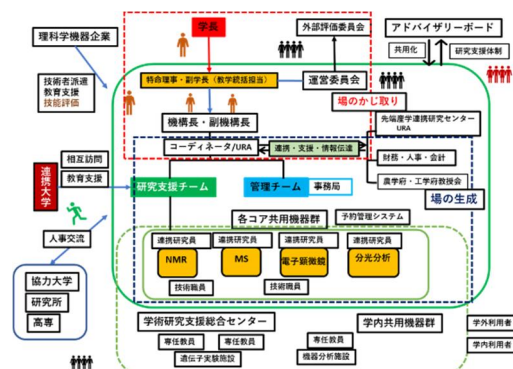 理科学機器企業
学長
外部評価委員会
アドバイザリーボード
共用化
研究支援体制
技術者派遣
教育支援
技能評価
特命理事・副学長（教学統括担当）
運営委員会
場のかじ取り
機構長・副機構長
先端産学連携研究センター
URA
コーディネータ/URA
連携・支援・情報伝達
財務・人事・会計
連携大学
相互訪問
教育支援
研究支援チーム
管理チーム
事務局
農学府・工学府教授会
場の生成
人事交流
各コア共用機器群
予約管理システム
連携研究員
連携研究員
連携研究員
連携研究員
NMR
MS
電子顕微鏡
分光分析
協力大学
研究所
高専
技術職員
技術職員
学術研究支援総合センター
学内共用機器群
学外利用者
専任教員
専任教員
専任教員
学内利用者
遺伝子実験施設
機器分析施設